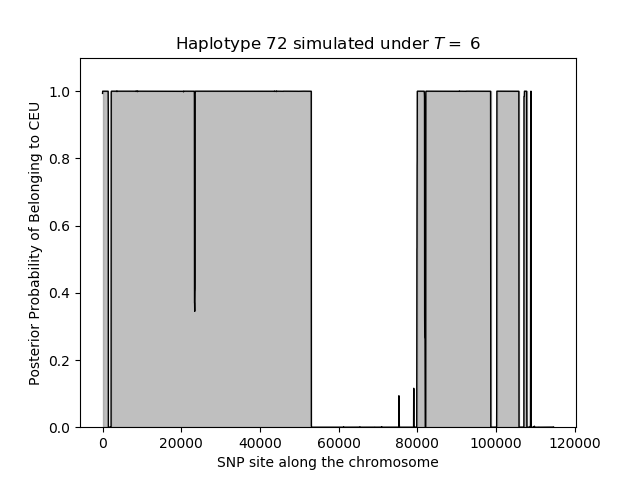 Haplotype 72 simulated under T = 6
Posterior Probability of Belonging to CEU
1.0
0.8
0.6
0.4
0.2
0.0
0 20000 40000 60000 80000 100000 120000
SNP site along the chromosome